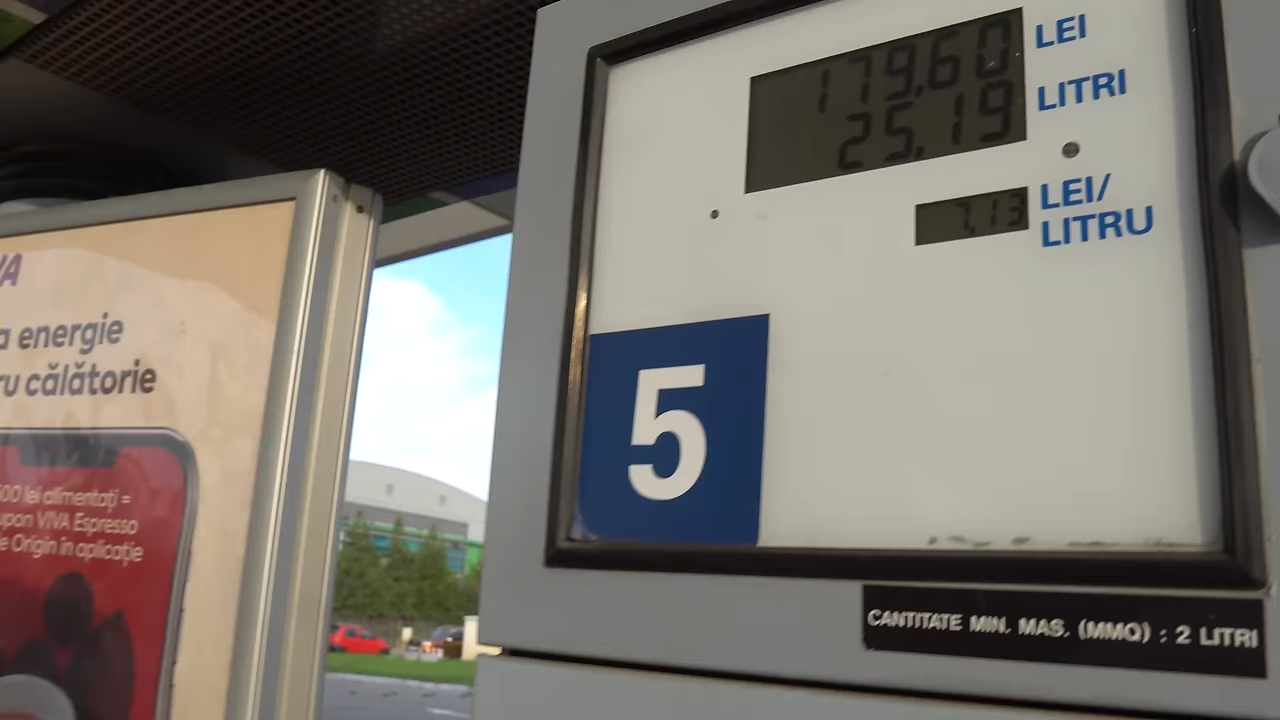 179,60 LEI
25,19 LITRI
7,13 LEI/
LITRU
5
CANTITATE MIN. MAS. (MMQ) : 2 LITRI
VA
a energie
ru călătorie
500 lei alimentați =
upon VIVA Espresso
e Origin în aplicație